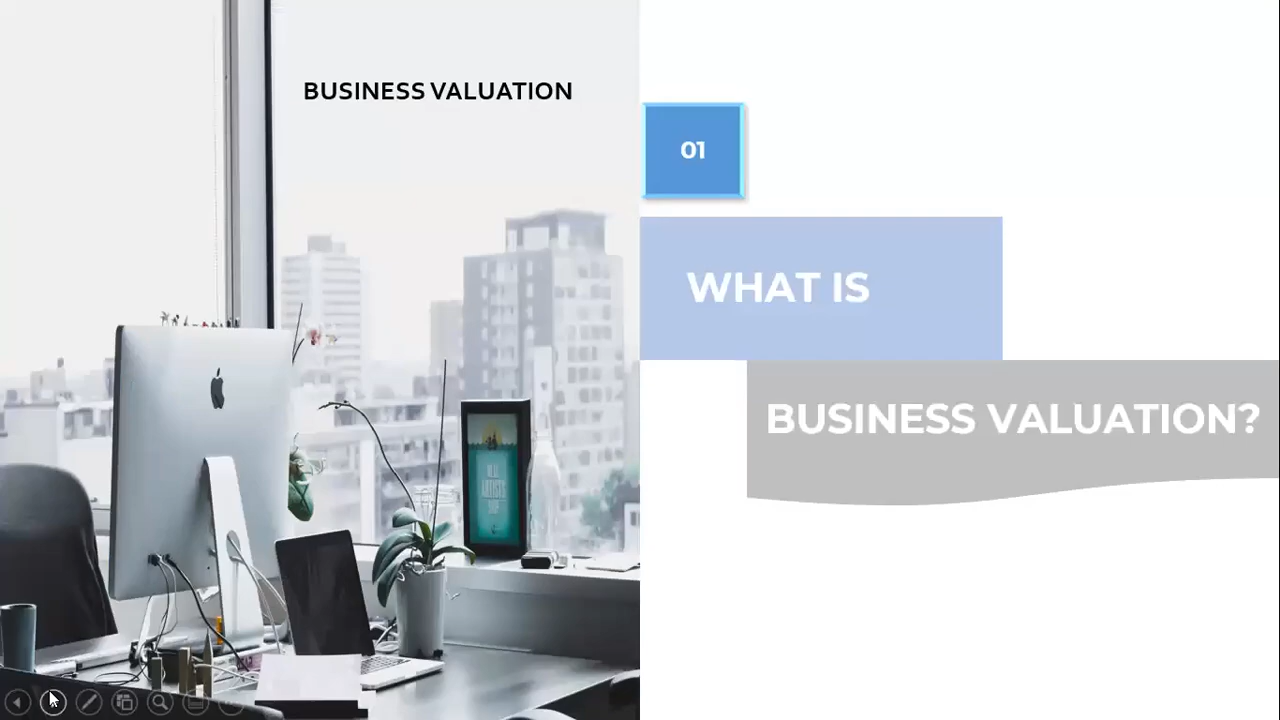 BUSINESS VALUATION
01
WHAT IS
BUSINESS VALUATION?